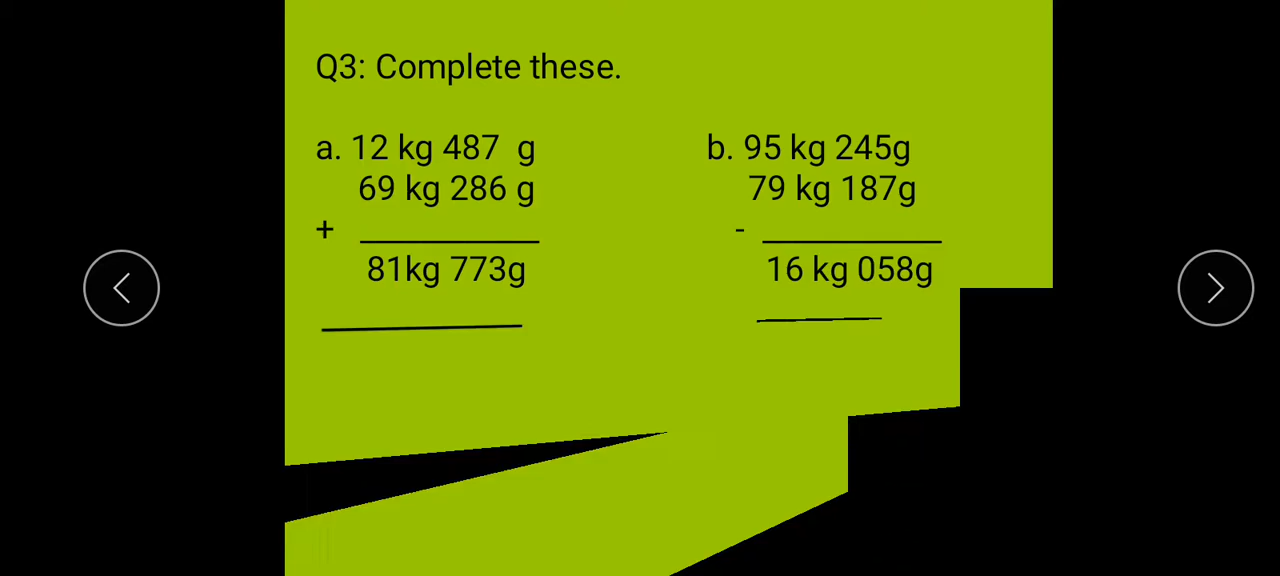 Q3: Complete these.
a. 12 kg 487 g
69 kg 286 g
+
81kg 773g
b. 95 kg 245g
79 kg 187g
-
16 kg 058g